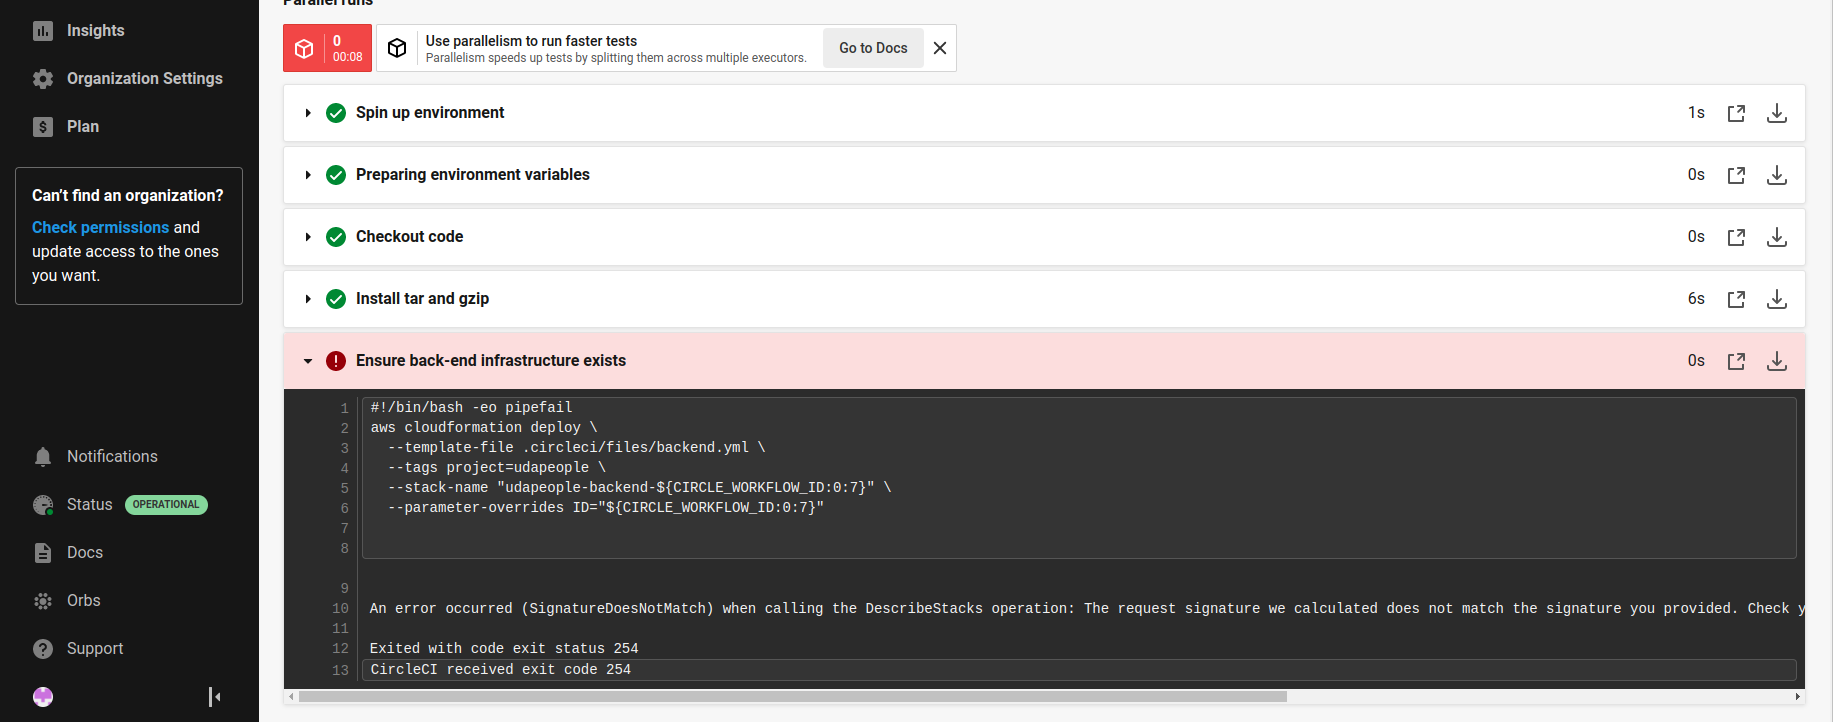 Insights
Organization Settings
Plan
Can't find an organization?
Check permissions and
update access to the ones
you want.
Notifications
Status OPERATIONAL
Docs
Orbs
Support
Parallel runs
0
00:08
Use parallelism to run faster tests
Parallelism speeds up tests by splitting them across multiple executors.
Go to Docs
Spin up environment 1s
Preparing environment variables 0s
Checkout code 0s
Install tar and gzip 6s
Ensure back-end infrastructure exists 0s
1 #!/bin/bash -eo pipefail
2 aws cloudformation deploy \
3 --template-file .circleci/files/backend.yml \
4 --tags project=udapeople \
5 --stack-name "udapeople-backend-${CIRCLE_WORKFLOW_ID:0:7}" \
6 --parameter-overrides ID="${CIRCLE_WORKFLOW_ID:0:7}"
7
8
9
10 An error occurred (SignatureDoesNotMatch) when calling the DescribeStacks operation: The request signature we calculated does not match the signature you provided. Check
11
12 Exited with code exit status 254
13 CircleCI received exit code 254